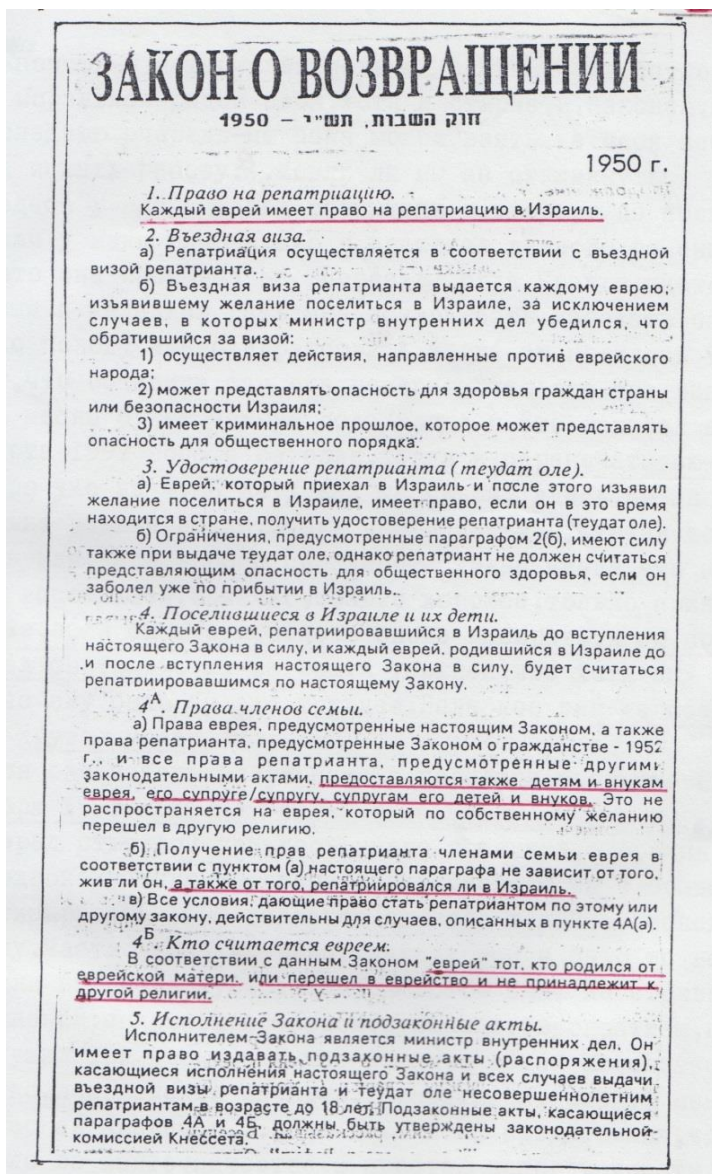 ЗАКОН О ВОЗВРАЩЕНИИ
חוק השבות, תש״י – 1950
1950 г.
1. Право на репатриацию.
Каждый еврей имеет право на репатриацию в Израиль.
2. Въездная виза.
а) Репатриация осуществляется в соответствии с въездной
визой репатрианта.
б) Въездная виза репатрианта выдается каждому еврею,
изъявившему желание поселиться в Израиле, за исключением
случаев, в которых министр внутренних дел убедился, что
обратившийся за визой:
1) осуществляет действия, направленные против еврейского
народа;
2) может представлять опасность для здоровья граждан страны
или безопасности Израиля;
3) имеет криминальное прошлое, которое может представлять
опасность для общественного порядка.
3. Удостоверение репатрианта (теудат оле).
а) Еврей, который приехал в Израиль и после этого изъявил
желание поселиться в Израиле, имеет право, если он в это время
находится в стране, получить удостоверение репатрианта (теудат оле).
б) Ограничения, предусмотренные параграфом 2(б), имеют силу
также при выдаче теудат оле, однако репатриант не должен считаться
представляющим опасность для общественного здоровья, если он
заболел уже по прибытии в Израиль.
4. Поселившиеся в Израиле и их дети.
Каждый еврей, репатриировавшийся в Израиль до вступления
настоящего Закона в силу, и каждый еврей, родившийся в Израиле до
и после вступления настоящего Закона в силу, будет считаться
репатриировавшимся по настоящему Закону.
4А. Права членов семьи.
а) Права еврея, предусмотренные настоящим Законом, а также
права репатрианта, предусмотренные Законом о гражданстве - 1952
г., и все права репатрианта, предусмотренные другими
законодательными актами, предоставляются также детям и внукам
еврея, его супруге/супругу, супругам его детей и внуков. Это не
распространяется на еврея, который по собственному желанию
перешел в другую религию.
б) Получение прав репатрианта членами семьи еврея в
соответствии с пунктом (а) настоящего параграфа не зависит от того,
жив ли он, а также от того, репатриировался ли в Израиль.
в) Все условия, дающие право стать репатриантом по этому или
другому закону, действительны для случаев, описанных в пункте 4А(а).
4Б. Кто считается евреем.
В соответствии с данным Законом "еврей" тот, кто родился от
еврейской матери, или перешел в еврейство и не принадлежит к
другой религии.
5. Исполнение Закона и подзаконные акты.
Исполнителем Закона является министр внутренних дел. Он
имеет право издавать подзаконные акты (распоряжения),
касающиеся исполнения настоящего Закона и всех случаев выдачи
въездной визы репатрианта и теудат оле несовершеннолетним
репатриантам в возрасте до 18 лет. Подзаконные акты, касающиеся
параграфов 4А и 4Б, должны быть утверждены законодательной
комиссией Кнессета.